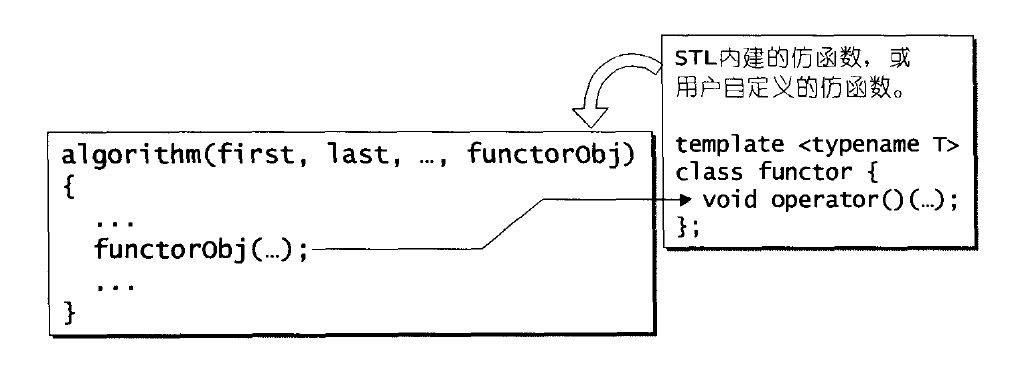 STL内建的仿函数，或
用户自定义的仿函数。
template <typename T>
class functor {
void operator()(…);
};
algorithm(first, last, …, functorObj)
{
...
functorObj(…);
...
}